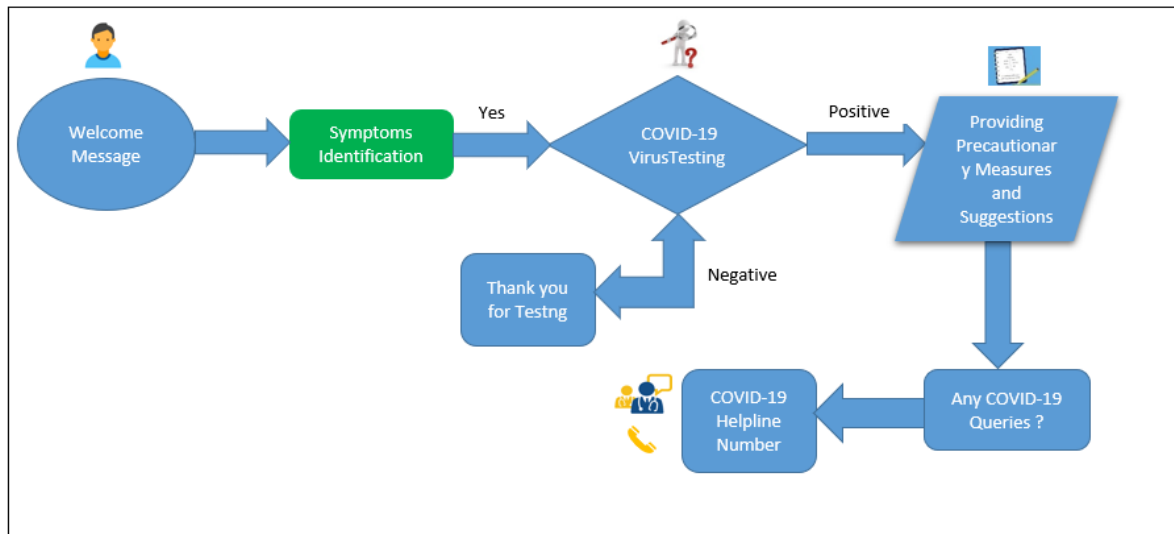 Welcome
Message
Symptoms
Identification
Yes
COVID-19
VirusTesting
Positive
Providing
Precautionar
y Measures
and
Suggestions
Negative
Thank you
for Testng
Any COVID-19
Queries ?
COVID-19
Helpline
Number
?